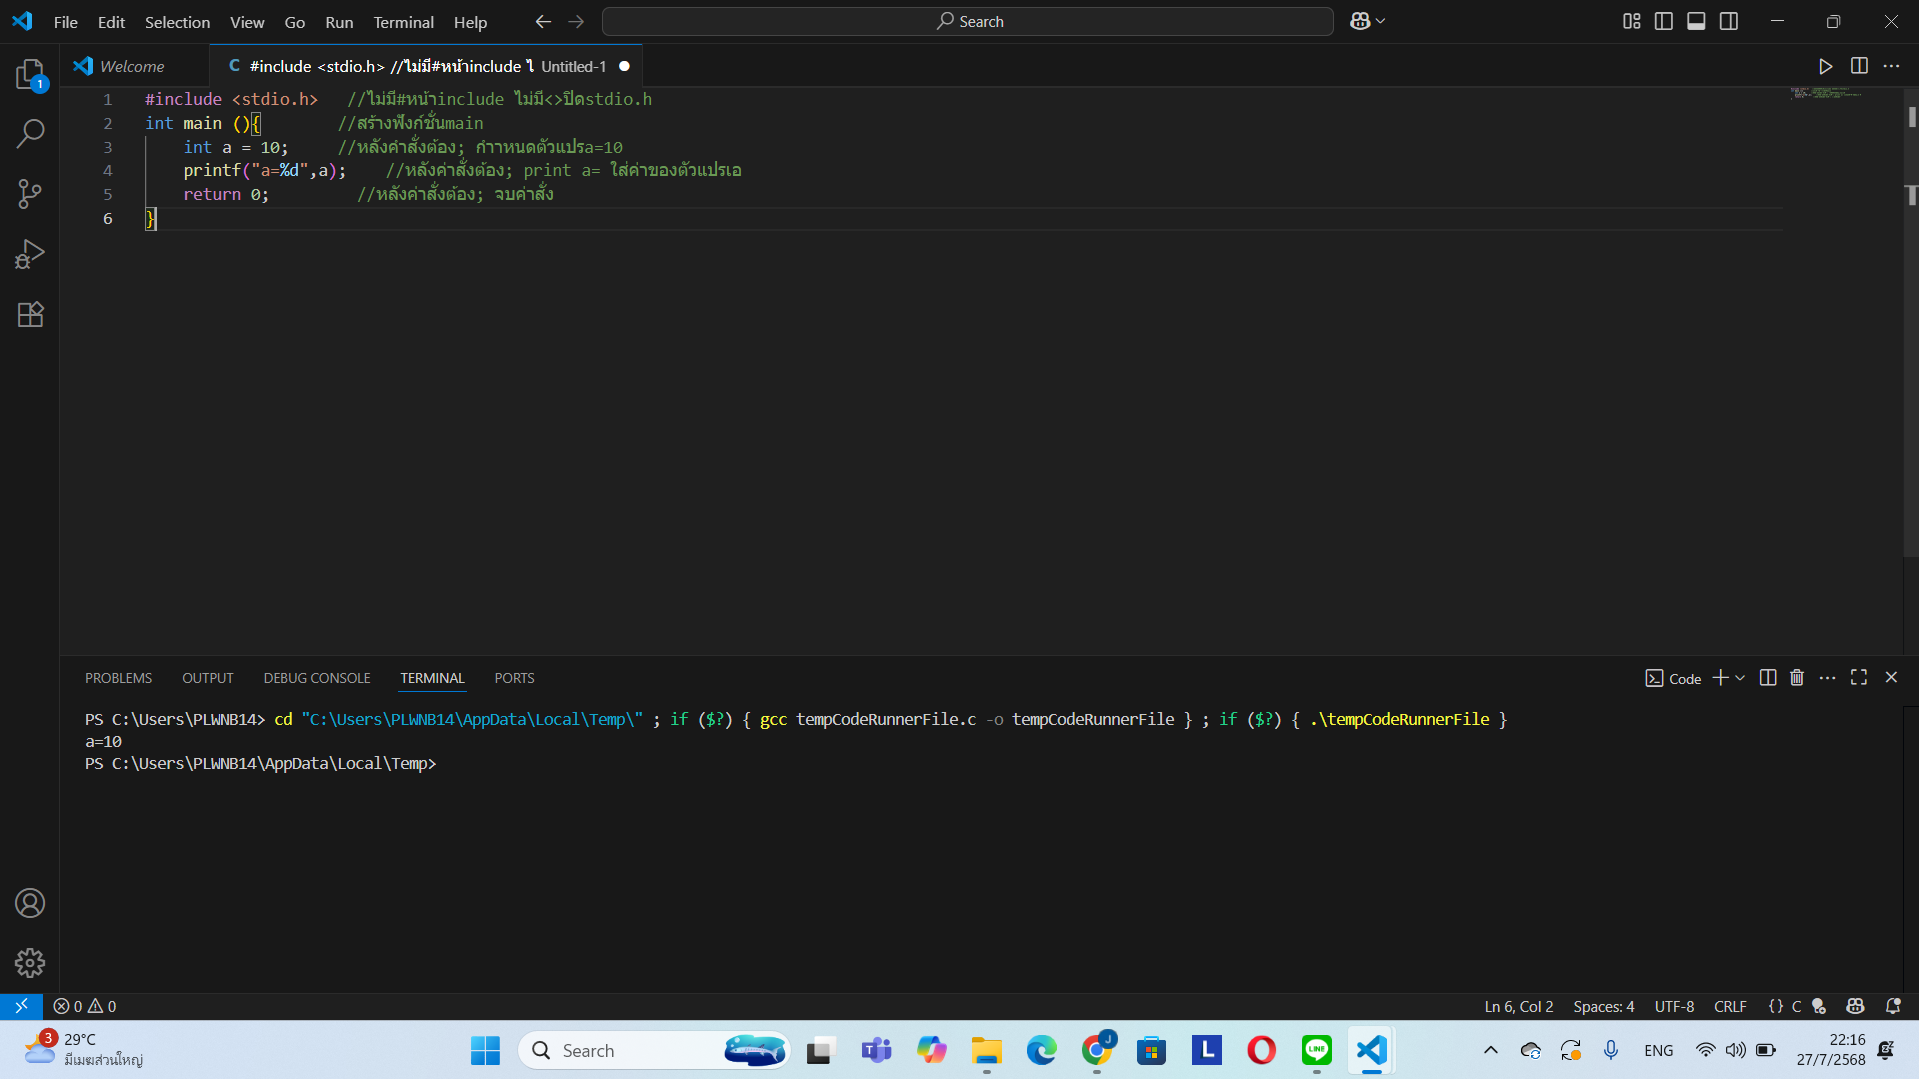 File Edit Selection View Go Run Terminal Help Search
Welcome
C #include <stdio.h> //ไม่มี#หน้าinclude ไ Untitled-1
1
1 #include <stdio.h> //ไม่มี#หน้าinclude ไม่มี<>ปิดstdio.h
2 int main (){ //สร้างฟังก์ชั่นmain
3 int a = 10; //หลังคำสั่งต้อง; กำาหนดตัวแปรa=10
4 printf("a=%d",a); //หลังคำสั่งต้อง; print a= ใส่ค่าของตัวแปรเอ
5 return 0; //หลังคำสั่งต้อง; จบคำสั่ง
6 }
PROBLEMS OUTPUT DEBUG CONSOLE TERMINAL PORTS Code
PS C:\Users\PLWNB14> cd "C:\Users\PLWNB14\AppData\Local\Temp\" ; if ($?) { gcc tempCodeRunnerFile.c -o tempCodeRunnerFile } ; if ($?) { .\tempCodeRunnerFile }
a=10
PS C:\Users\PLWNB14\AppData\Local\Temp>
0 0 Ln 6, Col 2 Spaces: 4 UTF-8 CRLF {} C
3 29°C
มีเมฆส่วนใหญ่
Search
T J L LINE
ENG
22:16
27/7/2568